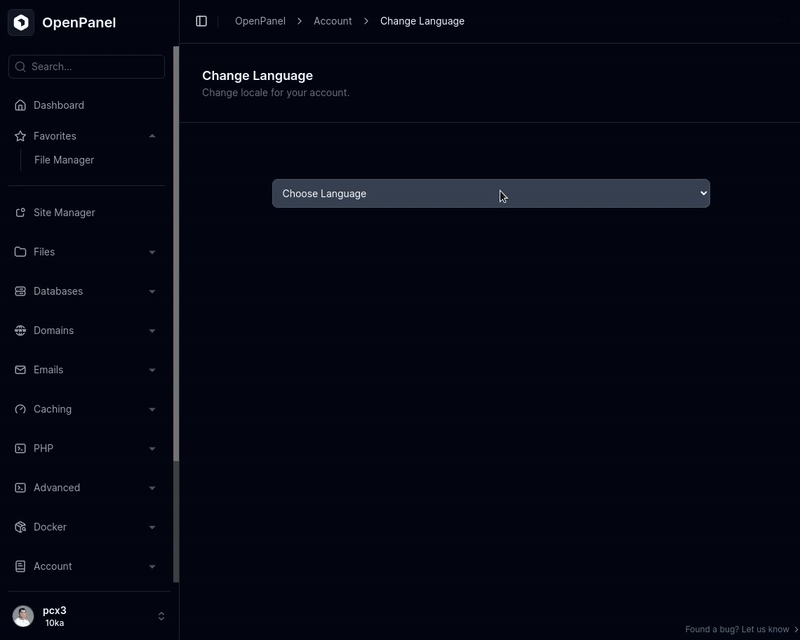 OpenPanel
Search...
Dashboard
Favorites
File Manager
Site Manager
Files
Databases
Domains
Emails
Caching
PHP
Advanced
Docker
Account
pcx3
10ka
OpenPanel > Account > Change Language
Change Language
Change locale for your account.
Choose Language
Found a bug? Let us know